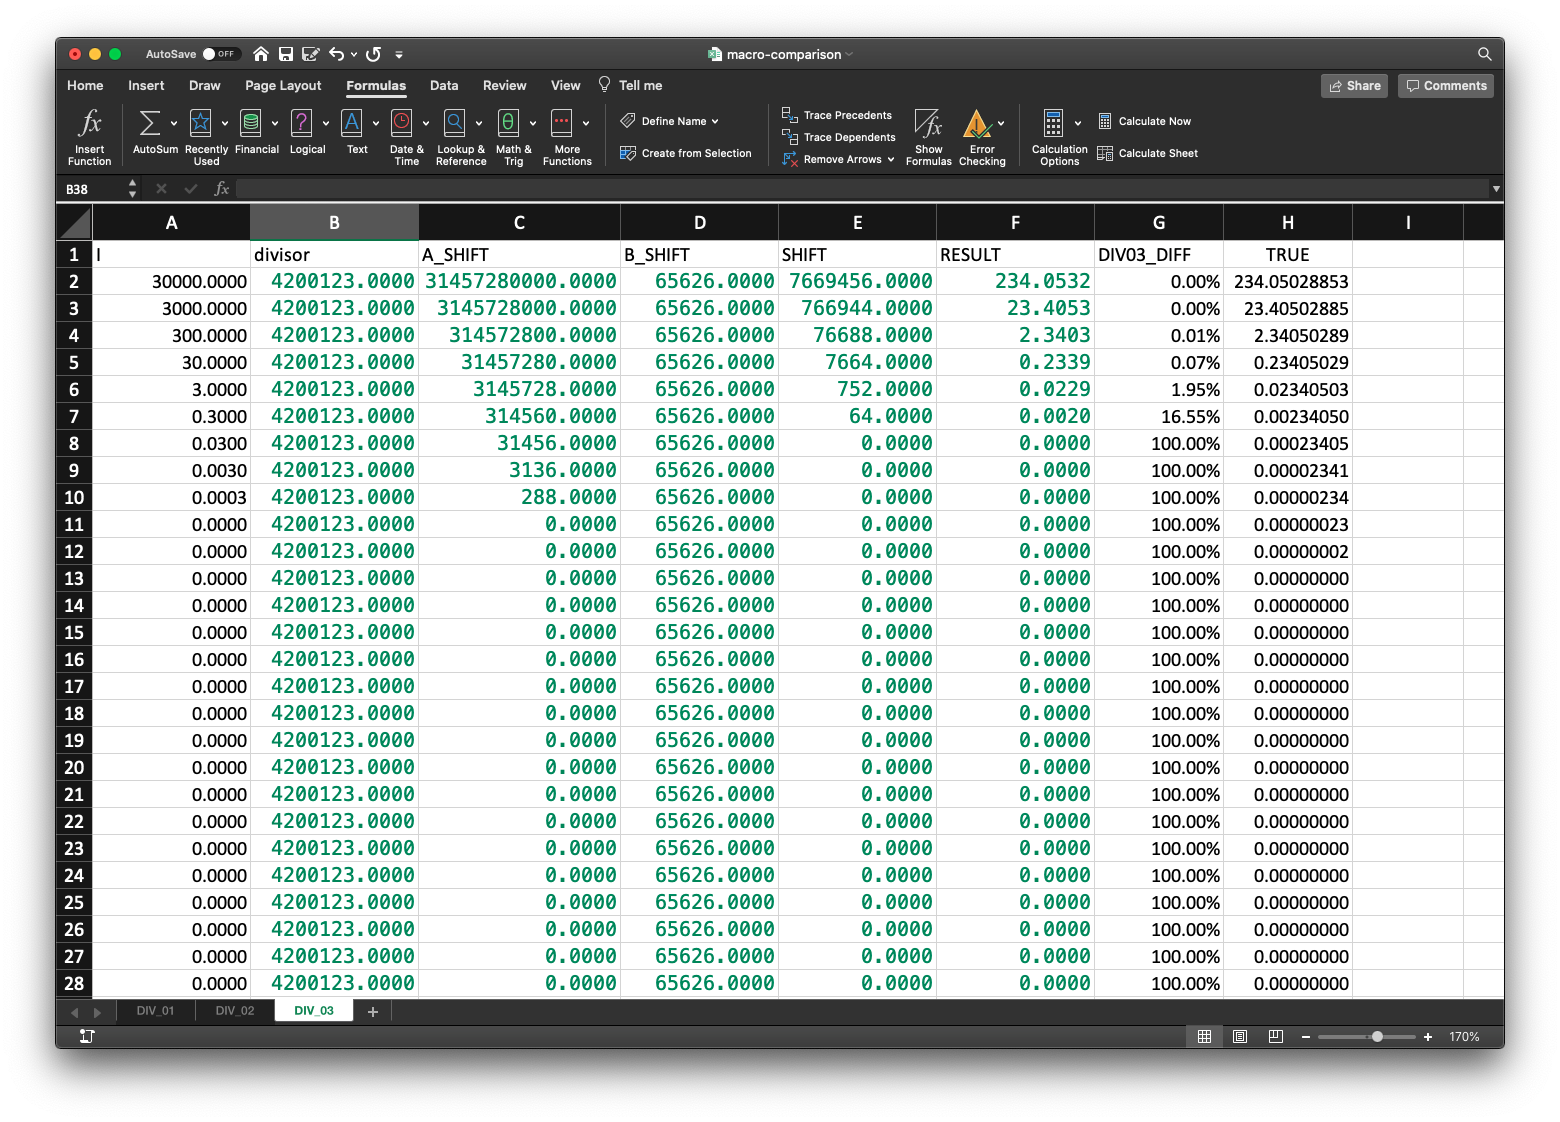 AutoSave OFF
macro-comparison
Home Insert Draw Page Layout Formulas Data Review View Tell me
Share Comments
Insert Function
AutoSum
Recently Used
Financial
Logical
Text
Date & Time
Lookup & Reference
Math & Trig
More Functions
Define Name
Create from Selection
Trace Precedents
Trace Dependents
Remove Arrows
Show Formulas
Error Checking
Calculation Options
Calculate Now
Calculate Sheet
B38 fx
A B C D E F G H I
1 I divisor A_SHIFT B_SHIFT SHIFT RESULT DIV03_DIFF TRUE
2 30000.0000 4200123.0000 31457280000.0000 65626.0000 7669456.0000 234.0532 0.00% 234.05028853
3 3000.0000 4200123.0000 3145728000.0000 65626.0000 766944.0000 23.4053 0.00% 23.40502885
4 300.0000 4200123.0000 314572800.0000 65626.0000 76688.0000 2.3403 0.01% 2.34050289
5 30.0000 4200123.0000 31457280.0000 65626.0000 7664.0000 0.2339 0.07% 0.23405029
6 3.0000 4200123.0000 3145728.0000 65626.0000 752.0000 0.0229 1.95% 0.02340503
7 0.3000 4200123.0000 314560.0000 65626.0000 64.0000 0.0020 16.55% 0.00234050
8 0.0300 4200123.0000 31456.0000 65626.0000 0.0000 0.0000 100.00% 0.00023405
9 0.0030 4200123.0000 3136.0000 65626.0000 0.0000 0.0000 100.00% 0.00002341
10 0.0003 4200123.0000 288.0000 65626.0000 0.0000 0.0000 100.00% 0.00000234
11 0.0000 4200123.0000 0.0000 65626.0000 0.0000 0.0000 100.00% 0.00000023
12 0.0000 4200123.0000 0.0000 65626.0000 0.0000 0.0000 100.00% 0.00000002
13 0.0000 4200123.0000 0.0000 65626.0000 0.0000 0.0000 100.00% 0.00000000
14 0.0000 4200123.0000 0.0000 65626.0000 0.0000 0.0000 100.00% 0.00000000
15 0.0000 4200123.0000 0.0000 65626.0000 0.0000 0.0000 100.00% 0.00000000
16 0.0000 4200123.0000 0.0000 65626.0000 0.0000 0.0000 100.00% 0.00000000
17 0.0000 4200123.0000 0.0000 65626.0000 0.0000 0.0000 100.00% 0.00000000
18 0.0000 4200123.0000 0.0000 65626.0000 0.0000 0.0000 100.00% 0.00000000
19 0.0000 4200123.0000 0.0000 65626.0000 0.0000 0.0000 100.00% 0.00000000
20 0.0000 4200123.0000 0.0000 65626.0000 0.0000 0.0000 100.00% 0.00000000
21 0.0000 4200123.0000 0.0000 65626.0000 0.0000 0.0000 100.00% 0.00000000
22 0.0000 4200123.0000 0.0000 65626.0000 0.0000 0.0000 100.00% 0.00000000
23 0.0000 4200123.0000 0.0000 65626.0000 0.0000 0.0000 100.00% 0.00000000
24 0.0000 4200123.0000 0.0000 65626.0000 0.0000 0.0000 100.00% 0.00000000
25 0.0000 4200123.0000 0.0000 65626.0000 0.0000 0.0000 100.00% 0.00000000
26 0.0000 4200123.0000 0.0000 65626.0000 0.0000 0.0000 100.00% 0.00000000
27 0.0000 4200123.0000 0.0000 65626.0000 0.0000 0.0000 100.00% 0.00000000
28 0.0000 4200123.0000 0.0000 65626.0000 0.0000 0.0000 100.00% 0.00000000
DIV_01 DIV_02 DIV_03 +
170%